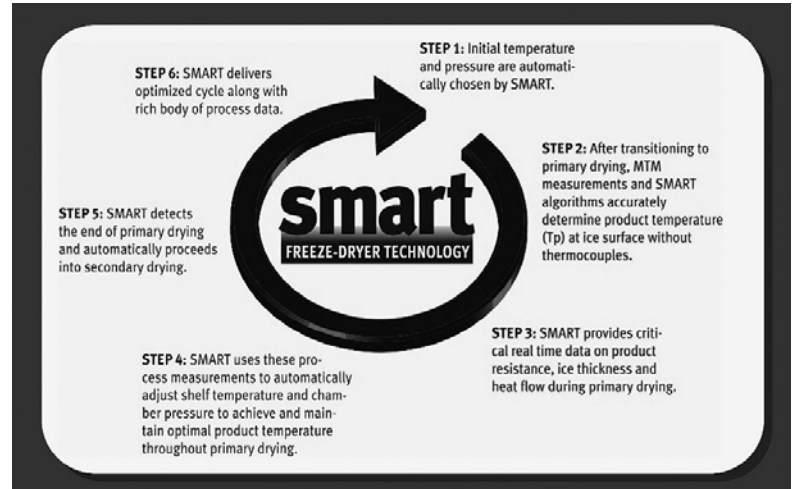 STEP 1: Initial temperature
and pressure are automati-
cally chosen by SMART.
STEP 2: After transitioning to
primary drying, MTM
measurements and SMART
algorithms accurately
determine product temperature
(Tp) at ice surface without
thermocouples.
STEP 3: SMART provides criti-
cal real time data on product
resistance, ice thickness and
heat flow during primary drying.
STEP 4: SMART uses these pro-
cess measurements to automatically
adjust shelf temperature and cham-
ber pressure to achieve and main-
tain optimal product temperature
throughout primary drying.
STEP 5: SMART detects
the end of primary drying
and automatically proceeds
into secondary drying.
STEP 6: SMART delivers
optimized cycle along with
rich body of process data.
smart
FREEZE-DRYER TECHNOLOGY